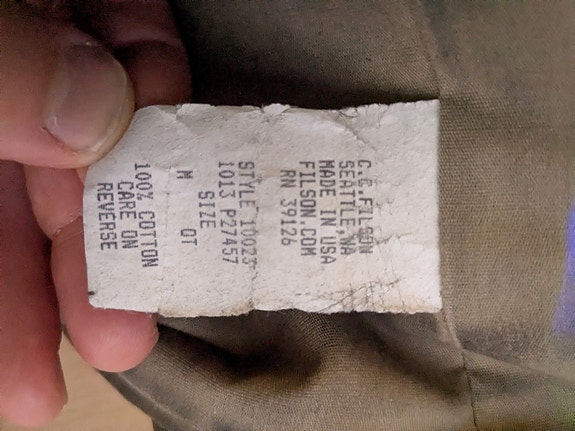 C.C.FILSON
SEATTLE,WA
MADE IN USA
FILSON.COM
RN 39126
STYLE 10023
1013 P27457
SIZE
M OT
100% COTTON
CARE ON
REVERSE